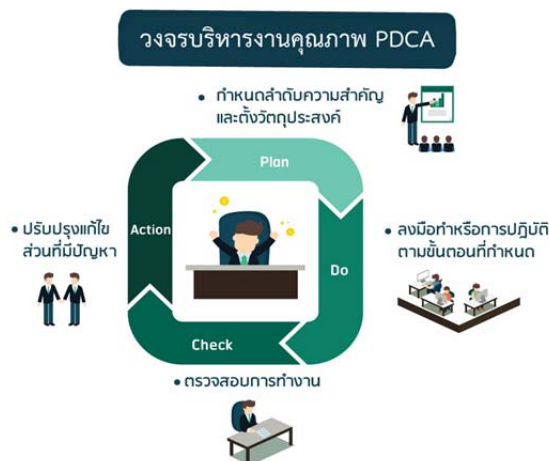 วงจรบริหารงานคุณภาพ PDCA
• กำหนดลำดับความสำคัญ
และตั้งวัตถุประสงค์
Plan
• ปรับปรุงแก้ไข
ส่วนที่มีปัญหา
Action
Do
• ลงมือทำหรือการปฏิบัติ
ตามขั้นตอนที่กำหนด
Check
• ตรวจสอบการทำงาน